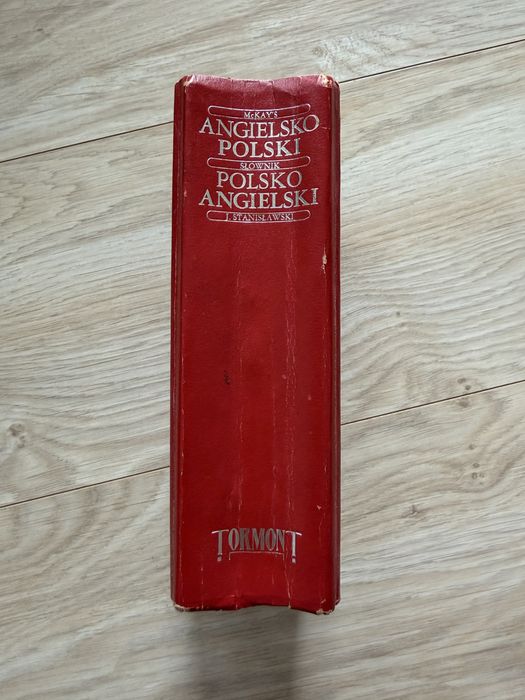 McKAY'S
ANGIELSKO
POLSKI
SŁOWNIK
POLSKO
ANGIELSKI
J. STANISŁAWSKI
TORMONT